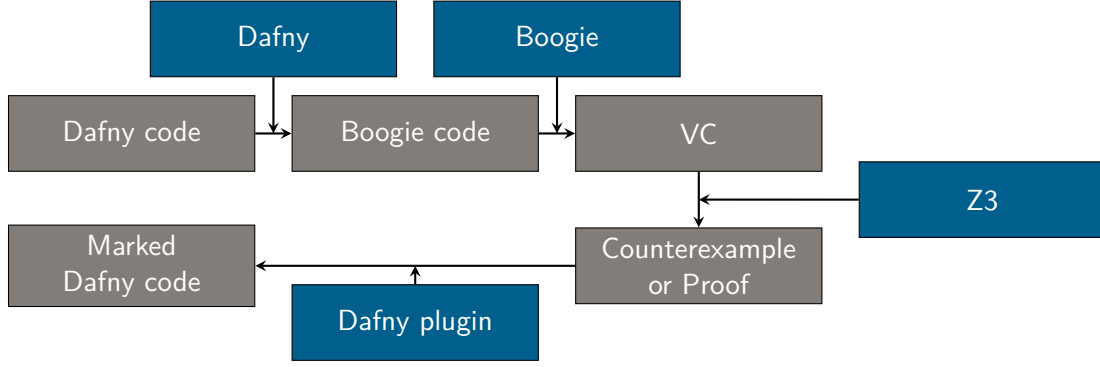 Dafny
Boogie
Dafny code
Boogie code
VC
Z3
Marked
Dafny code
Counterexample
or Proof
Dafny plugin